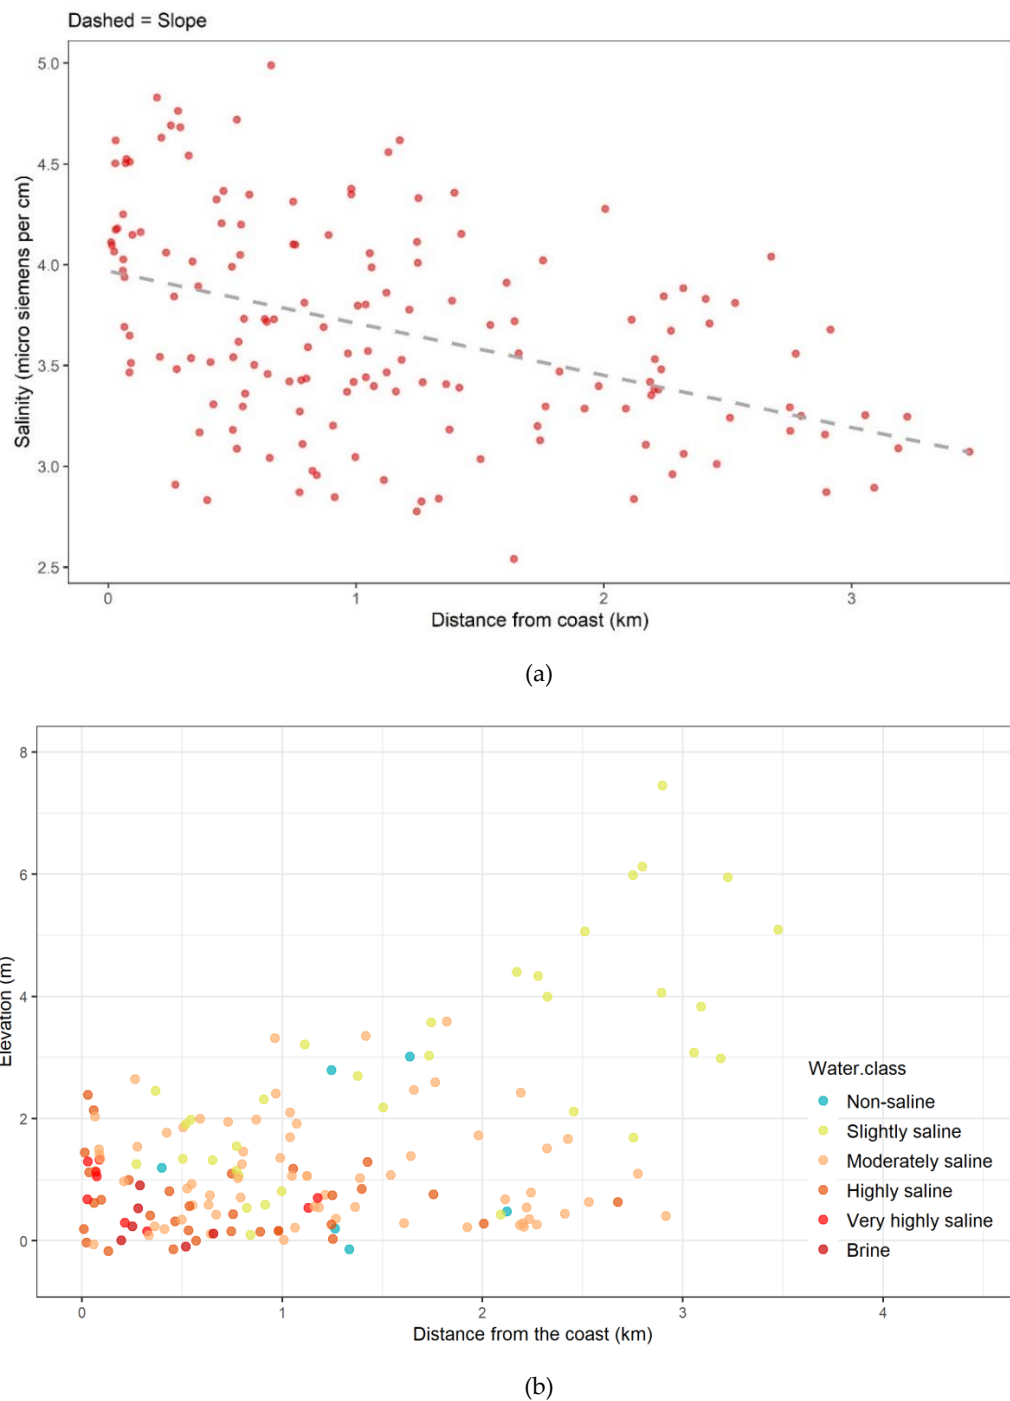 Dashed = Slope
5.0
4.5
4.0
3.5
3.0
2.5
Salinity (micro siemens per cm)
0 1 2 3
Distance from coast (km)
(a)
8
6
4
2
0
Elevation (m)
Water.class
Non-saline
Slightly saline
Moderately saline
Highly saline
Very highly saline
Brine
0 1 2 3 4
Distance from the coast (km)
(b)